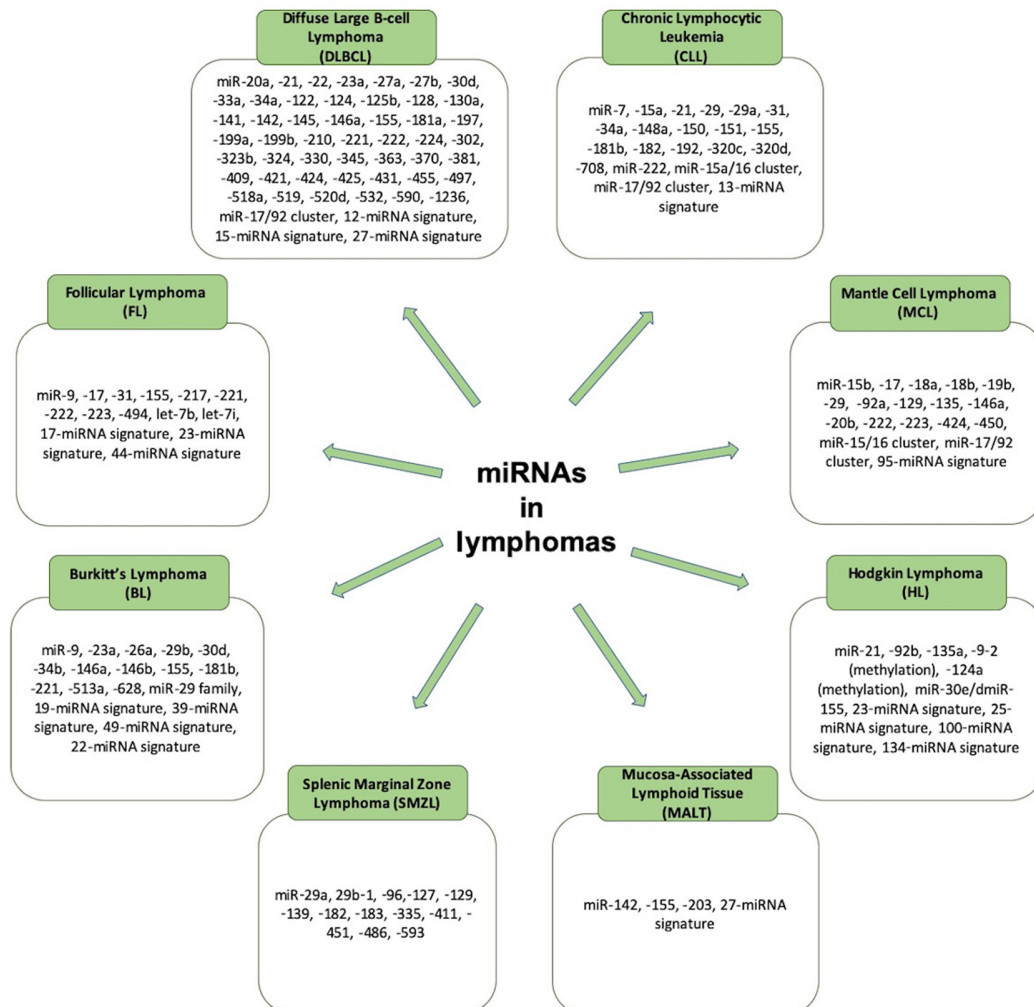 Diffuse Large B-cell
Lymphoma
(DLBCL)
miR-20a, -21, -22, -23a, -27a, -27b, -30d,
-33a, -34a, -122, -124, -125b, -128, -130a,
-141, -142, -145, -146a, -155, -181a, -197,
-199a, -199b, -210, -221, -222, -224, -302,
-323b, -324, -330, -345, -363, -370, -381,
-409, -421, -424, -425, -431, -455, -497,
-518a, -519, -520d, -532, -590, -1236,
miR-17/92 cluster, 12-miRNA signature,
15-miRNA signature, 27-miRNA signature
Chronic Lymphocytic
Leukemia
(CLL)
miR-7, -15a, -21, -29, -29a, -31,
-34a, -148a, -150, -151, -155,
-181b, -182, -192, -320c, -320d,
-708, miR-222, miR-15a/16 cluster,
miR-17/92 cluster, 13-miRNA
signature
Follicular Lymphoma
(FL)
miR-9, -17, -31, -155, -217, -221,
-222, -223, -494, let-7b, let-7i,
17-miRNA signature, 23-miRNA
signature, 44-miRNA signature
Mantle Cell Lymphoma
(MCL)
miR-15b, -17, -18a, -18b, -19b,
-29, -92a, -129, -135, -146a,
-20b, -222, -223, -424, -450,
miR-15/16 cluster, miR-17/92
cluster, 95-miRNA signature
miRNAs
in
lymphomas
Burkitt's Lymphoma
(BL)
miR-9, -23a, -26a, -29b, -30d,
-34b, -146a, -146b, -155, -181b,
-221, -513a, -628, miR-29 family,
19-miRNA signature, 39-miRNA
signature, 49-miRNA signature,
22-miRNA signature
Hodgkin Lymphoma
(HL)
miR-21, -92b, -135a, -9-2
(methylation), -124a
(methylation), miR-30e/dmiR-
155, 23-miRNA signature, 25-
miRNA signature, 100-miRNA
signature, 134-miRNA signature
Splenic Marginal Zone
Lymphoma (SMZL)
miR-29a, 29b-1, -96,-127, -129,
-139, -182, -183, -335, -411, -
451, -486, -593
Mucosa-Associated
Lymphoid Tissue
(MALT)
miR-142, -155, -203, 27-miRNA
signature